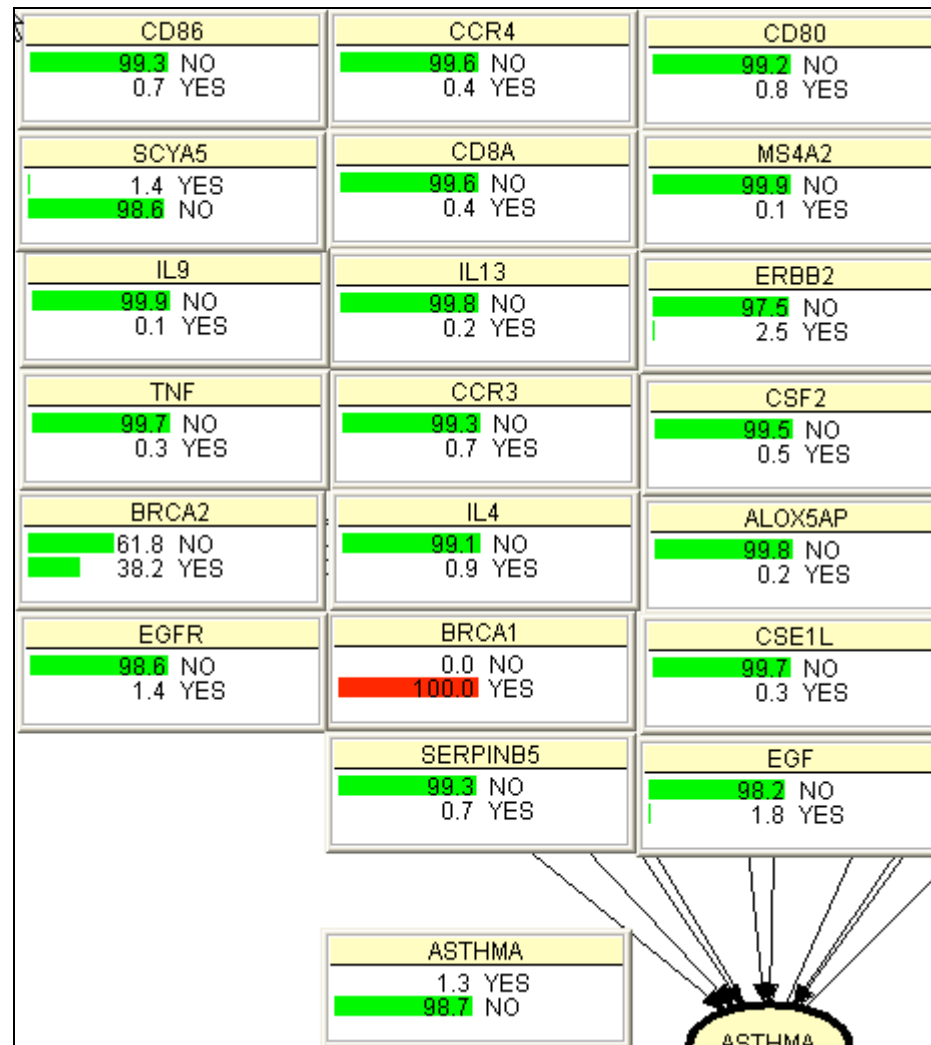 CD86
99.3 NO
0.7 YES
CCR4
99.6 NO
0.4 YES
CD80
99.2 NO
0.8 YES
SCYA5
1.4 YES
98.6 NO
CD8A
99.6 NO
0.4 YES
MS4A2
99.9 NO
0.1 YES
IL9
99.9 NO
0.1 YES
IL13
99.8 NO
0.2 YES
ERBB2
97.5 NO
2.5 YES
TNF
99.7 NO
0.3 YES
CCR3
99.3 NO
0.7 YES
CSF2
99.5 NO
0.5 YES
BRCA2
61.8 NO
38.2 YES
IL4
99.1 NO
0.9 YES
ALOX5AP
99.8 NO
0.2 YES
EGFR
98.6 NO
1.4 YES
BRCA1
0.0 NO
100.0 YES
CSE1L
99.7 NO
0.3 YES
SERPINB5
99.3 NO
0.7 YES
EGF
98.2 NO
1.8 YES
ASTHMA
1.3 YES
98.7 NO
ASTHMA